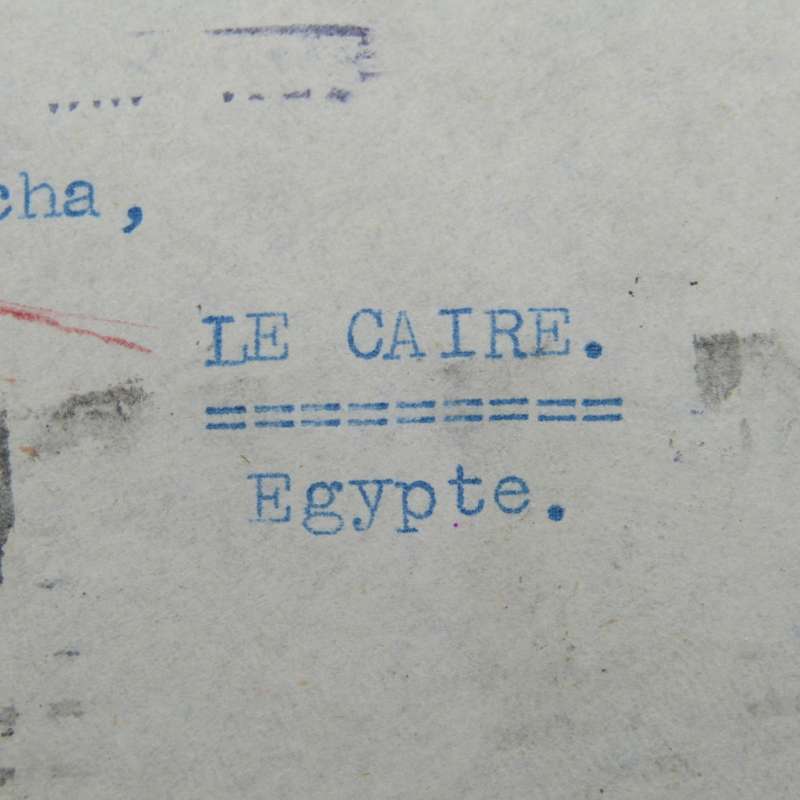 cha,
LE CAIRE.
=========
Egypte.